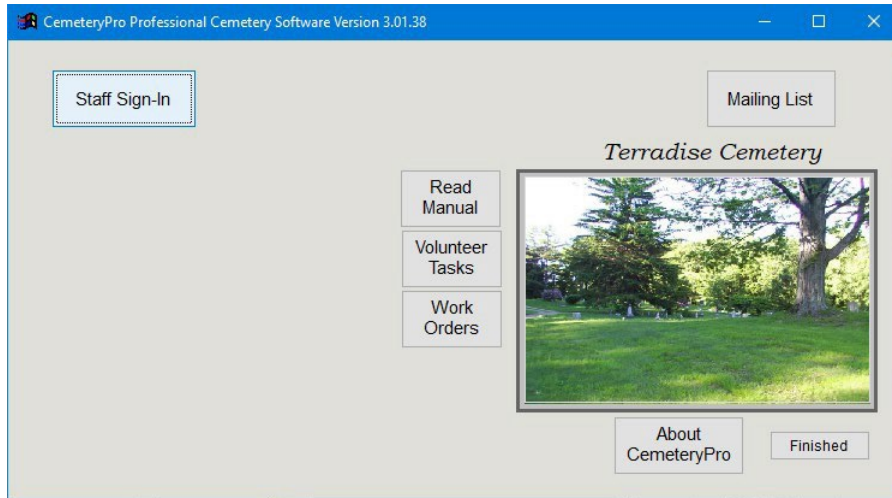 CemeteryPro Professional Cemetery Software Version 3.01.38
Staff Sign-In
Mailing List
Terradise Cemetery
Read
Manual
Volunteer
Tasks
Work
Orders
About
CemeteryPro
Finished